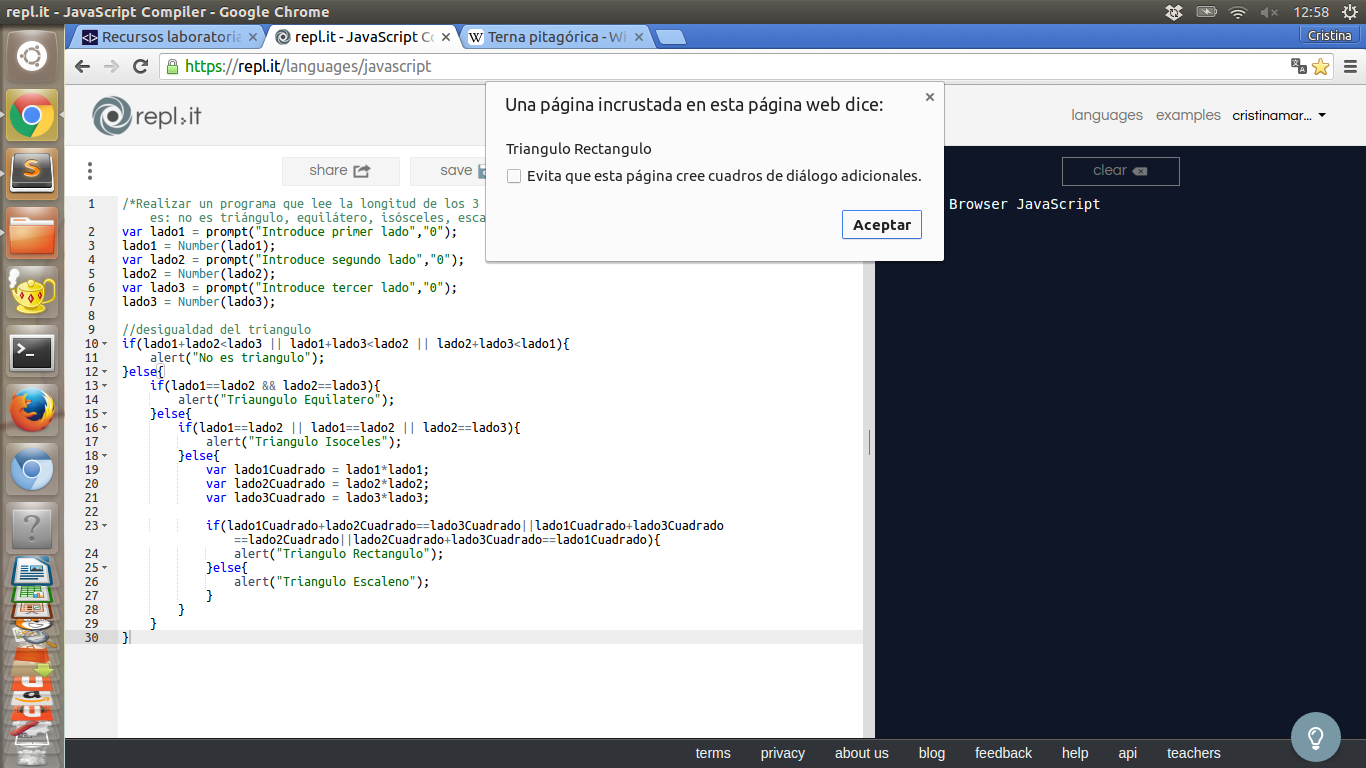 repl.it - JavaScript Compiler - Google Chrome
12:58
Recursos laboratoria
repl.it - JavaScript Co
Terna pitagórica - Wi
Cristina
https://repl.it/languages/javascript
Una página incrustada en esta página web dice:
Triangulo Rectangulo
Evita que esta página cree cuadros de diálogo adicionales.
Aceptar
repl.it
languages
examples
cristinamar...
share
save
clear
Browser JavaScript
1 /*Realizar un programa que lee la longitud de los 3
es: no es triángulo, equilátero, isósceles, esca
2 var lado1 = prompt("Introduce primer lado","0");
3 lado1 = Number(lado1);
4 var lado2 = prompt("Introduce segundo lado","0");
5 lado2 = Number(lado2);
6 var lado3 = prompt("Introduce tercer lado","0");
7 lado3 = Number(lado3);
8
9 //desigualdad del triangulo
10 if(lado1+lado2<lado3 || lado1+lado3<lado2 || lado2+lado3<lado1){
11 alert("No es triangulo");
12 }else{
13 if(lado1==lado2 && lado2==lado3){
14 alert("Triaungulo Equilatero");
15 }else{
16 if(lado1==lado2 || lado1==lado2 || lado2==lado3){
17 alert("Triangulo Isoceles");
18 }else{
19 var lado1Cuadrado = lado1*lado1;
20 var lado2Cuadrado = lado2*lado2;
21 var lado3Cuadrado = lado3*lado3;
22
23 if(lado1Cuadrado+lado2Cuadrado==lado3Cuadrado||lado1Cuadrado+lado3Cuadrado
==lado2Cuadrado||lado2Cuadrado+lado3Cuadrado==lado1Cuadrado){
24 alert("Triangulo Rectangulo");
25 }else{
26 alert("Triangulo Escaleno");
27 }
28 }
29 }
30 }
terms
privacy
about us
blog
feedback
help
api
teachers